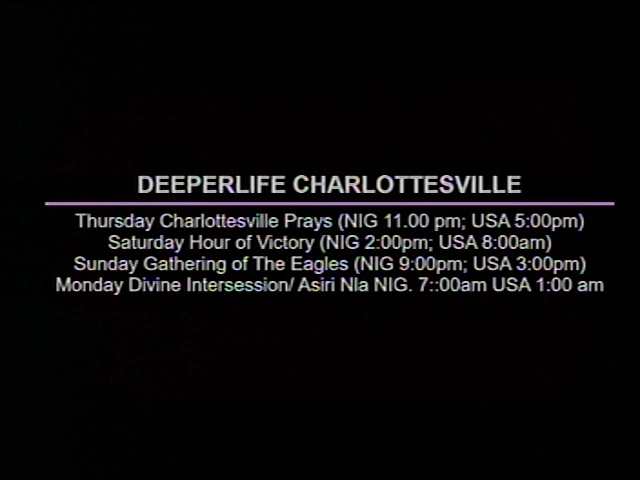 DEEPERLIFE CHARLOTTESVILLE
Thursday Charlottesville Prays (NIG 11.00 pm; USA 5:00pm)
Saturday Hour of Victory (NIG 2:00pm; USA 8:00am)
Sunday Gathering of The Eagles (NIG 9:00pm; USA 3:00pm)
Monday Divine Intersession/ Asiri Nla NIG. 7::00am USA 1:00 am